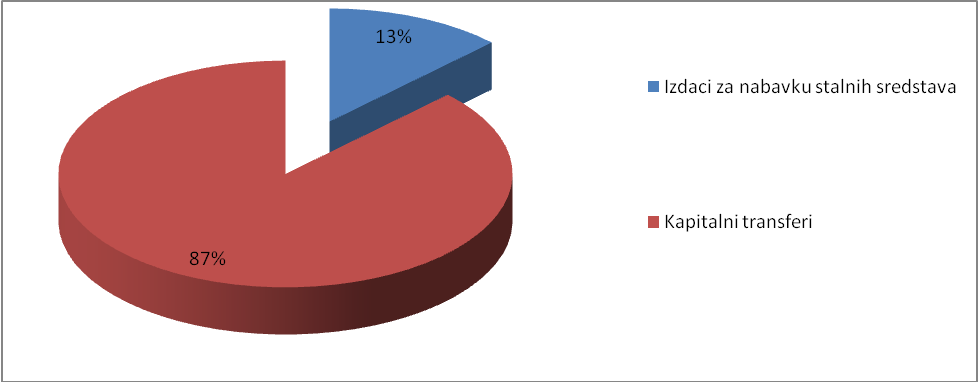 13%
Izdaci za nabavku stalnih sredstava
Kapitalni transferi
87%